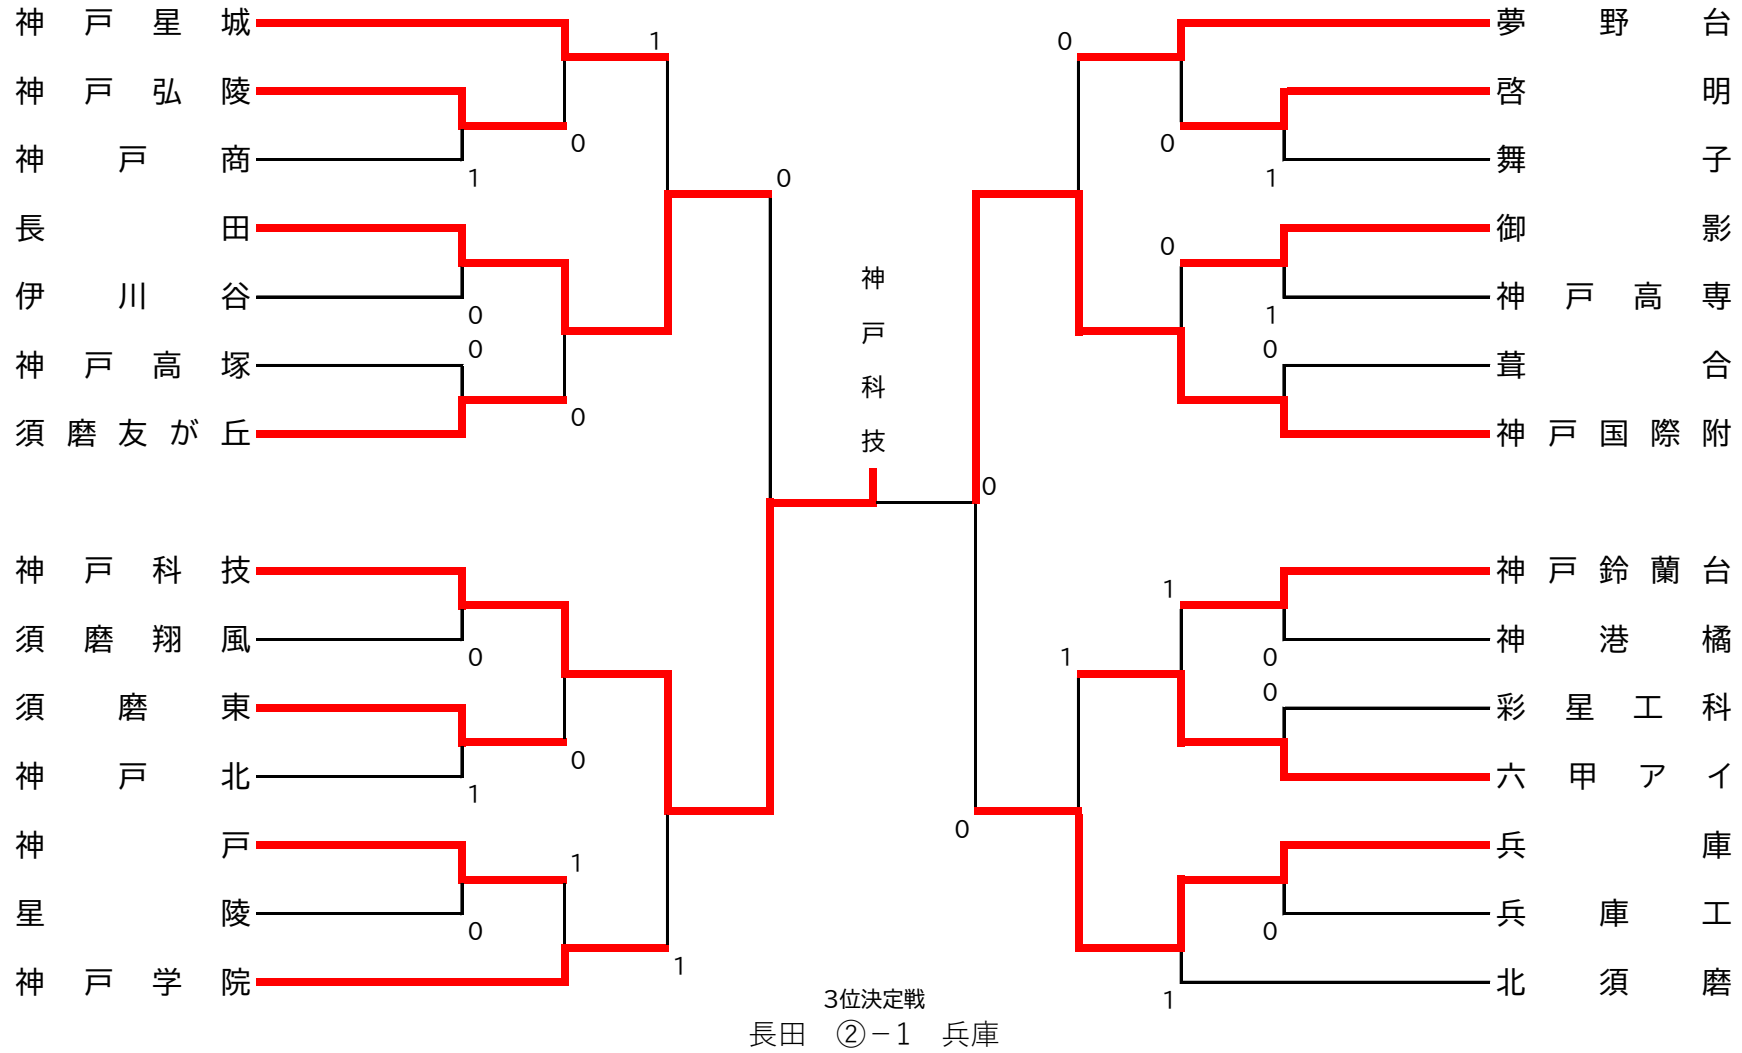 神戸星城
神戸弘陵
神戸商
長田
伊川谷
神戸高塚
須磨友が丘
神戸科技
須磨翔風
須磨東
神戸北
神戸
星陵
神戸学院
1
0
1
0
0
0
0
0
0
1
1
0
1
神戸科技
夢野台
啓明
舞子
御影
神戸高専
葺合
神戸国際附
神戸鈴蘭台
神港橘
彩星工科
六甲アイ
兵庫
兵庫工
北須磨
0
0
1
0
1
0
0
1
1
0
0
0
0
1
3位決定戦
長田 ②－1 兵庫